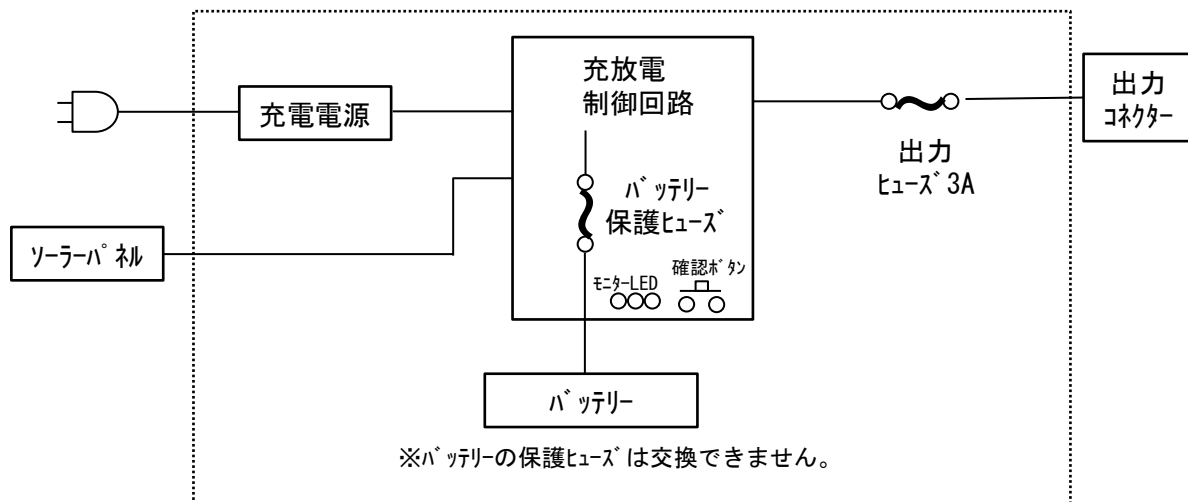 充放電
制御回路
充電電源
出力
コネクター
出力
ヒューズ3A
バッテリー
保護ヒューズ
ソーラーパネル
モニターLED
確認ボタン
バッテリー
※バッテリーの保護ヒューズは交換できません。